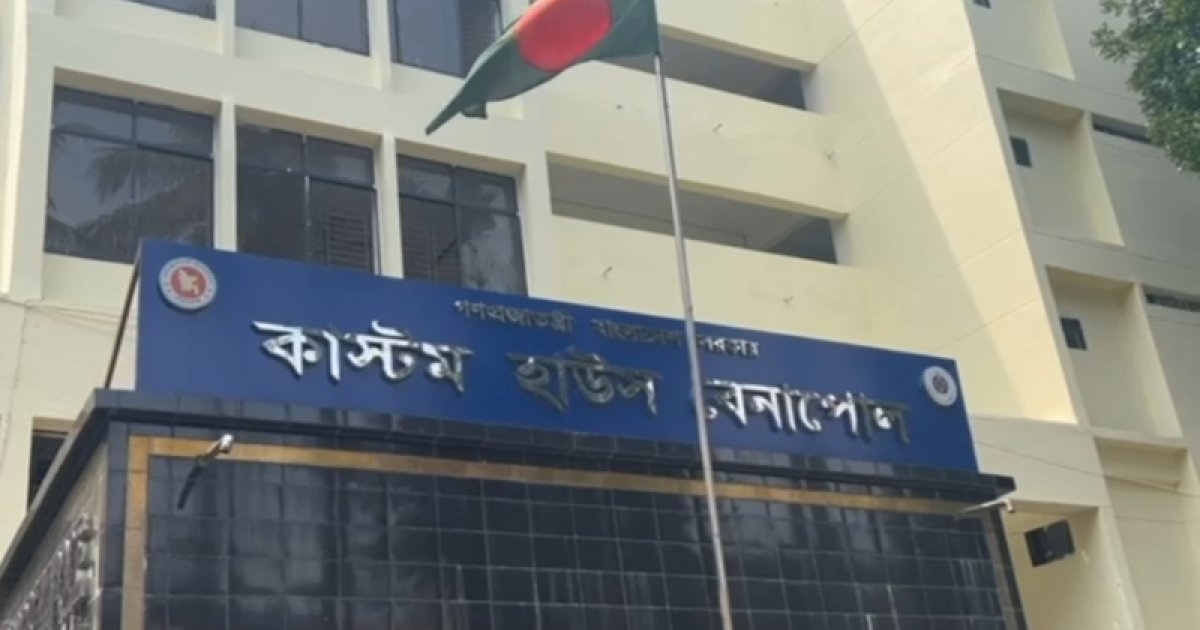 গণপ্রজাতন্ত্রী বাংলাদেশ সরকার
কাস্টম হাউস বেনাপোল